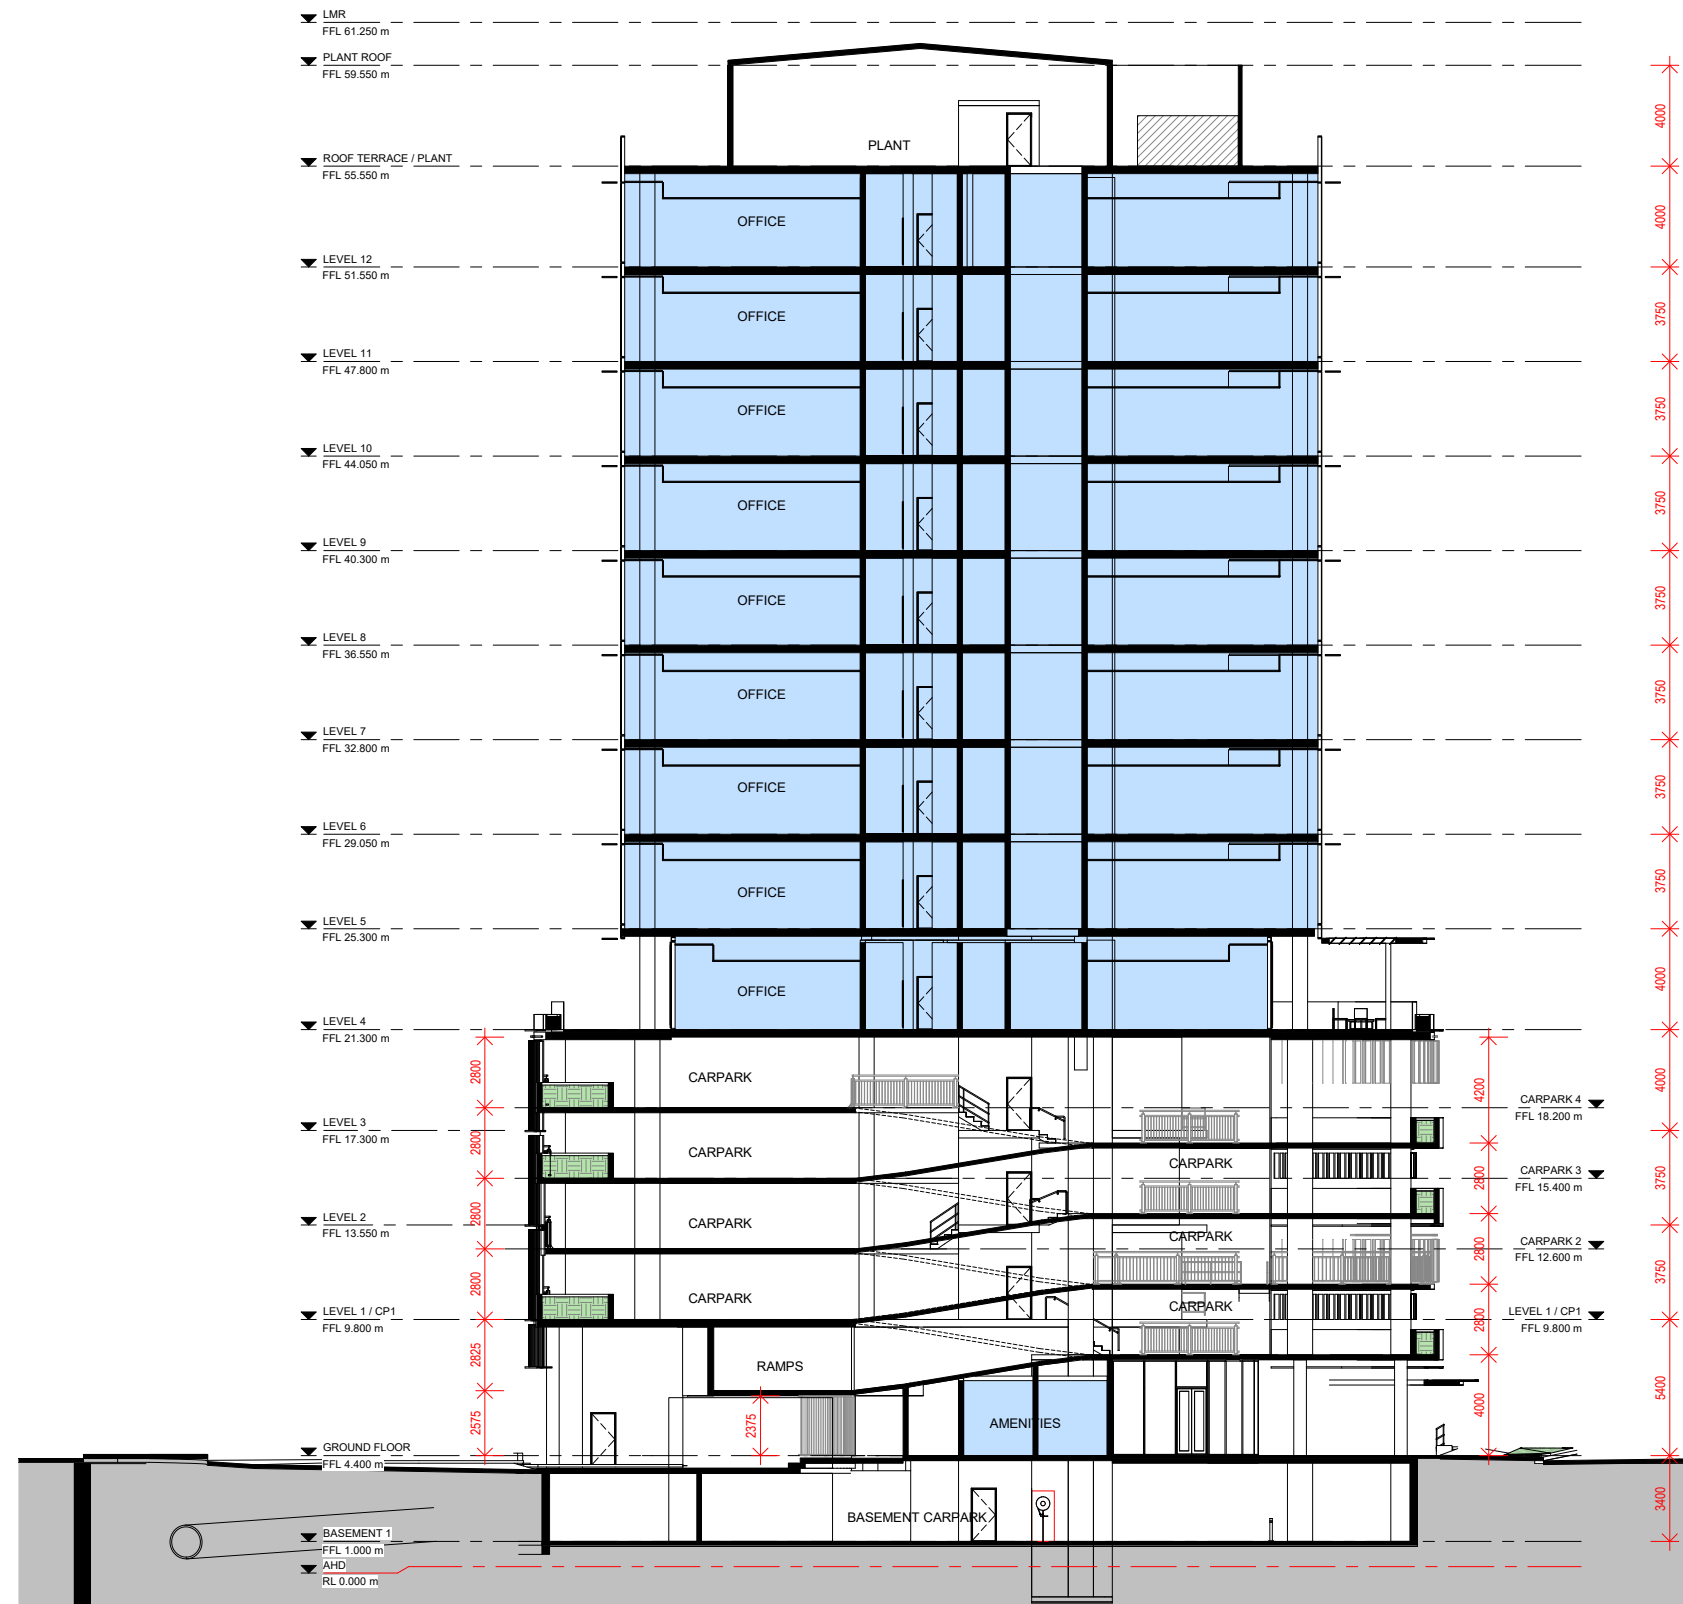 LMR
FFL 61.250 m
PLANT ROOF
FFL 59.550 m
4000
PLANT
ROOF TERRACE / PLANT
FFL 55.550 m
OFFICE
4000
LEVEL 12
FFL 51.550 m
OFFICE
3750
LEVEL 11
FFL 47.800 m
OFFICE
3750
LEVEL 10
FFL 44.050 m
OFFICE
3750
LEVEL 9
FFL 40.300 m
OFFICE
3750
LEVEL 8
FFL 36.550 m
OFFICE
3750
LEVEL 7
FFL 32.800 m
OFFICE
3750
LEVEL 6
FFL 29.050 m
OFFICE
3750
LEVEL 5
FFL 25.300 m
OFFICE
4000
LEVEL 4
FFL 21.300 m
2800
CARPARK
4200
4000
CARPARK 4
FFL 18.200 m
LEVEL 3
FFL 17.300 m
2800
CARPARK
CARPARK
2800
3750
CARPARK 3
FFL 15.400 m
LEVEL 2
FFL 13.550 m
2800
CARPARK
CARPARK
2800
3750
CARPARK 2
FFL 12.600 m
2800
CARPARK
CARPARK
2800
LEVEL 1 / CP1
FFL 9.800 m
LEVEL 1 / CP1
FFL 9.800 m
2825
RAMPS
5400
2575
2375
AMENITIES
4000
GROUND FLOOR
FFL 4.400 m
3400
BASEMENT CARPARK
BASEMENT 1
FFL 1.000 m
AHD
RL 0.000 m